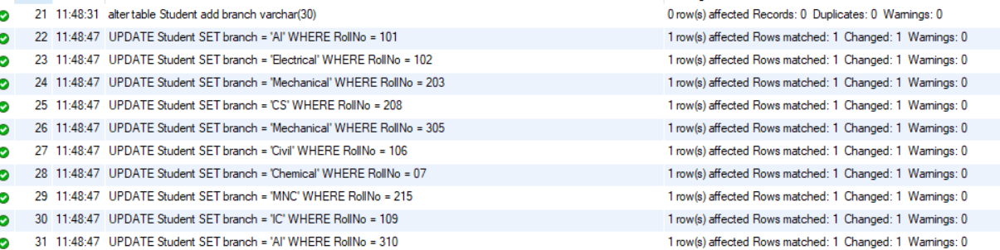 21 11:48:31 alter table Student add branch varchar(30) 0 row(s) affected Records: 0 Duplicates: 0 Warnings: 0
22 11:48:47 UPDATE Student SET branch = 'AI' WHERE RollNo = 101 1 row(s) affected Rows matched: 1 Changed: 1 Warnings: 0
23 11:48:47 UPDATE Student SET branch = 'Electrical' WHERE RollNo = 102 1 row(s) affected Rows matched: 1 Changed: 1 Warnings: 0
24 11:48:47 UPDATE Student SET branch = 'Mechanical' WHERE RollNo = 203 1 row(s) affected Rows matched: 1 Changed: 1 Warnings: 0
25 11:48:47 UPDATE Student SET branch = 'CS' WHERE RollNo = 208 1 row(s) affected Rows matched: 1 Changed: 1 Warnings: 0
26 11:48:47 UPDATE Student SET branch = 'Mechanical' WHERE RollNo = 305 1 row(s) affected Rows matched: 1 Changed: 1 Warnings: 0
27 11:48:47 UPDATE Student SET branch = 'Civil' WHERE RollNo = 106 1 row(s) affected Rows matched: 1 Changed: 1 Warnings: 0
28 11:48:47 UPDATE Student SET branch = 'Chemical' WHERE RollNo = 07 1 row(s) affected Rows matched: 1 Changed: 1 Warnings: 0
29 11:48:47 UPDATE Student SET branch = 'MNC' WHERE RollNo = 215 1 row(s) affected Rows matched: 1 Changed: 1 Warnings: 0
30 11:48:47 UPDATE Student SET branch = 'IC' WHERE RollNo = 109 1 row(s) affected Rows matched: 1 Changed: 1 Warnings: 0
31 11:48:47 UPDATE Student SET branch = 'AI' WHERE RollNo = 310 1 row(s) affected Rows matched: 1 Changed: 1 Warnings: 0